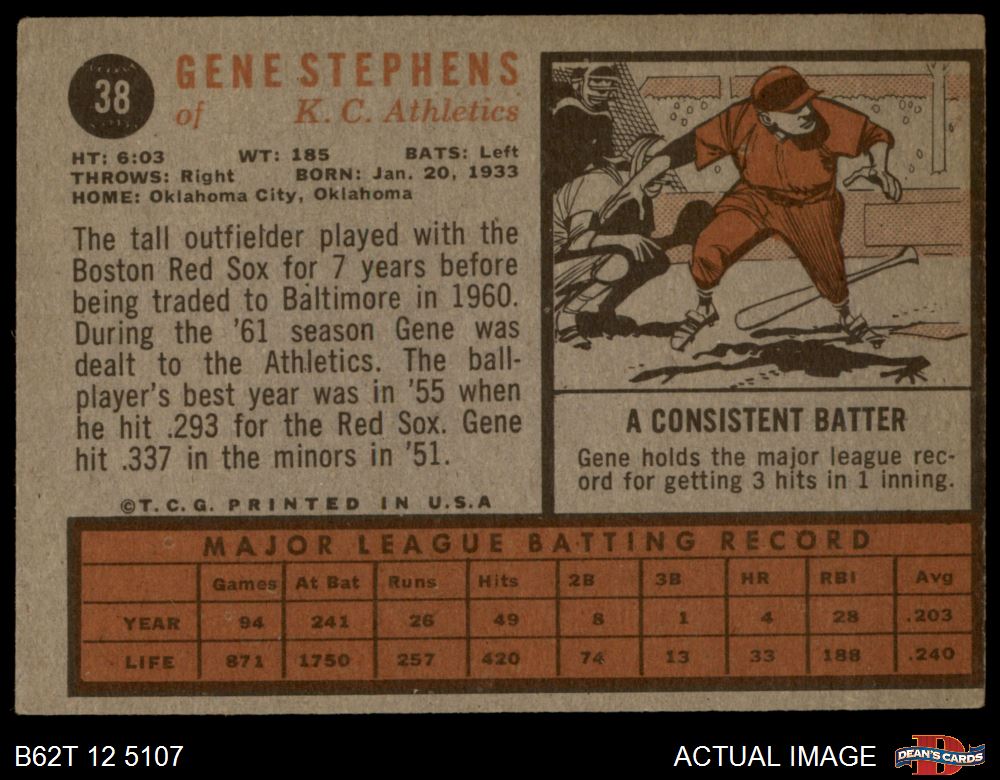 38
GENE STEPHENS
of K. C. Athletics
HT: 6:03 WT: 185 BATS: Left
THROWS: Right BORN: Jan. 20, 1933
HOME: Oklahoma City, Oklahoma
The tall outfielder played with the
Boston Red Sox for 7 years before
being traded to Baltimore in 1960.
During the '61 season Gene was
dealt to the Athletics. The ball-
player's best year was in '55 when
he hit .293 for the Red Sox. Gene
hit .337 in the minors in '51.
©T. C. G. PRINTED IN U.S.A
A CONSISTENT BATTER
Gene holds the major league rec-
ord for getting 3 hits in 1 inning.
MAJOR LEAGUE BATTING RECORD
Games At Bat Runs Hits 2B 3B HR RBI Avg
YEAR 94 241 26 49 8 1 4 28 .203
LIFE 871 1750 257 420 74 13 33 188 .240
B62T 12 5107
ACTUAL IMAGE
D
DEAN'S CARDS